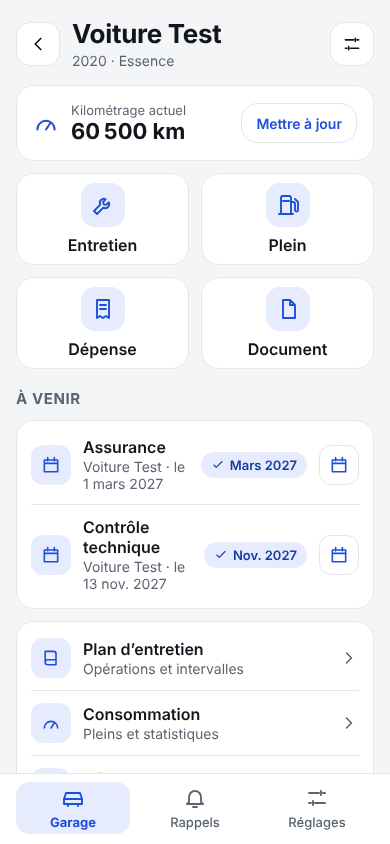 Voiture Test
2020 · Essence
Kilométrage actuel
60 500 km
Mettre à jour
Entretien
Plein
Dépense
Document
À VENIR
Assurance
Voiture Test · le
1 mars 2027
Mars 2027
Contrôle
technique
Voiture Test · le
13 nov. 2027
Nov. 2027
Plan d’entretien
Opérations et intervalles
Consommation
Pleins et statistiques
Garage
Rappels
Réglages